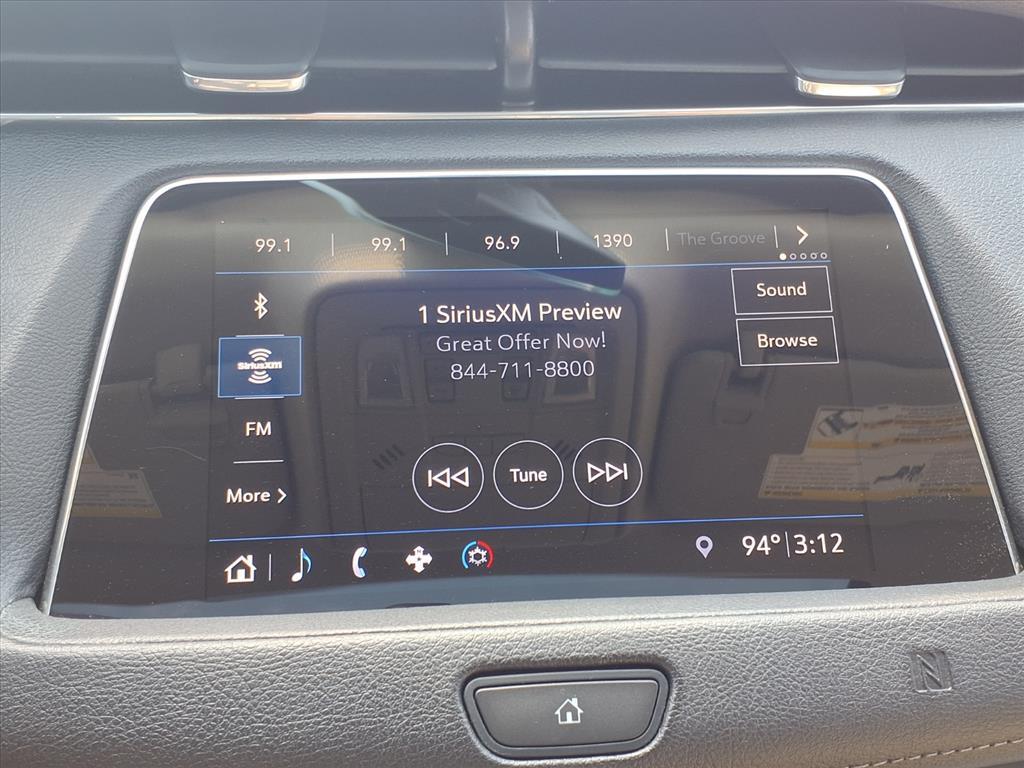 99.1 99.1 96.9 1390 The Groove
Sound
1 SiriusXM Preview
Great Offer Now!
Browse
844-711-8800
SiriusXM
FM
Tune
More
94° 3:12